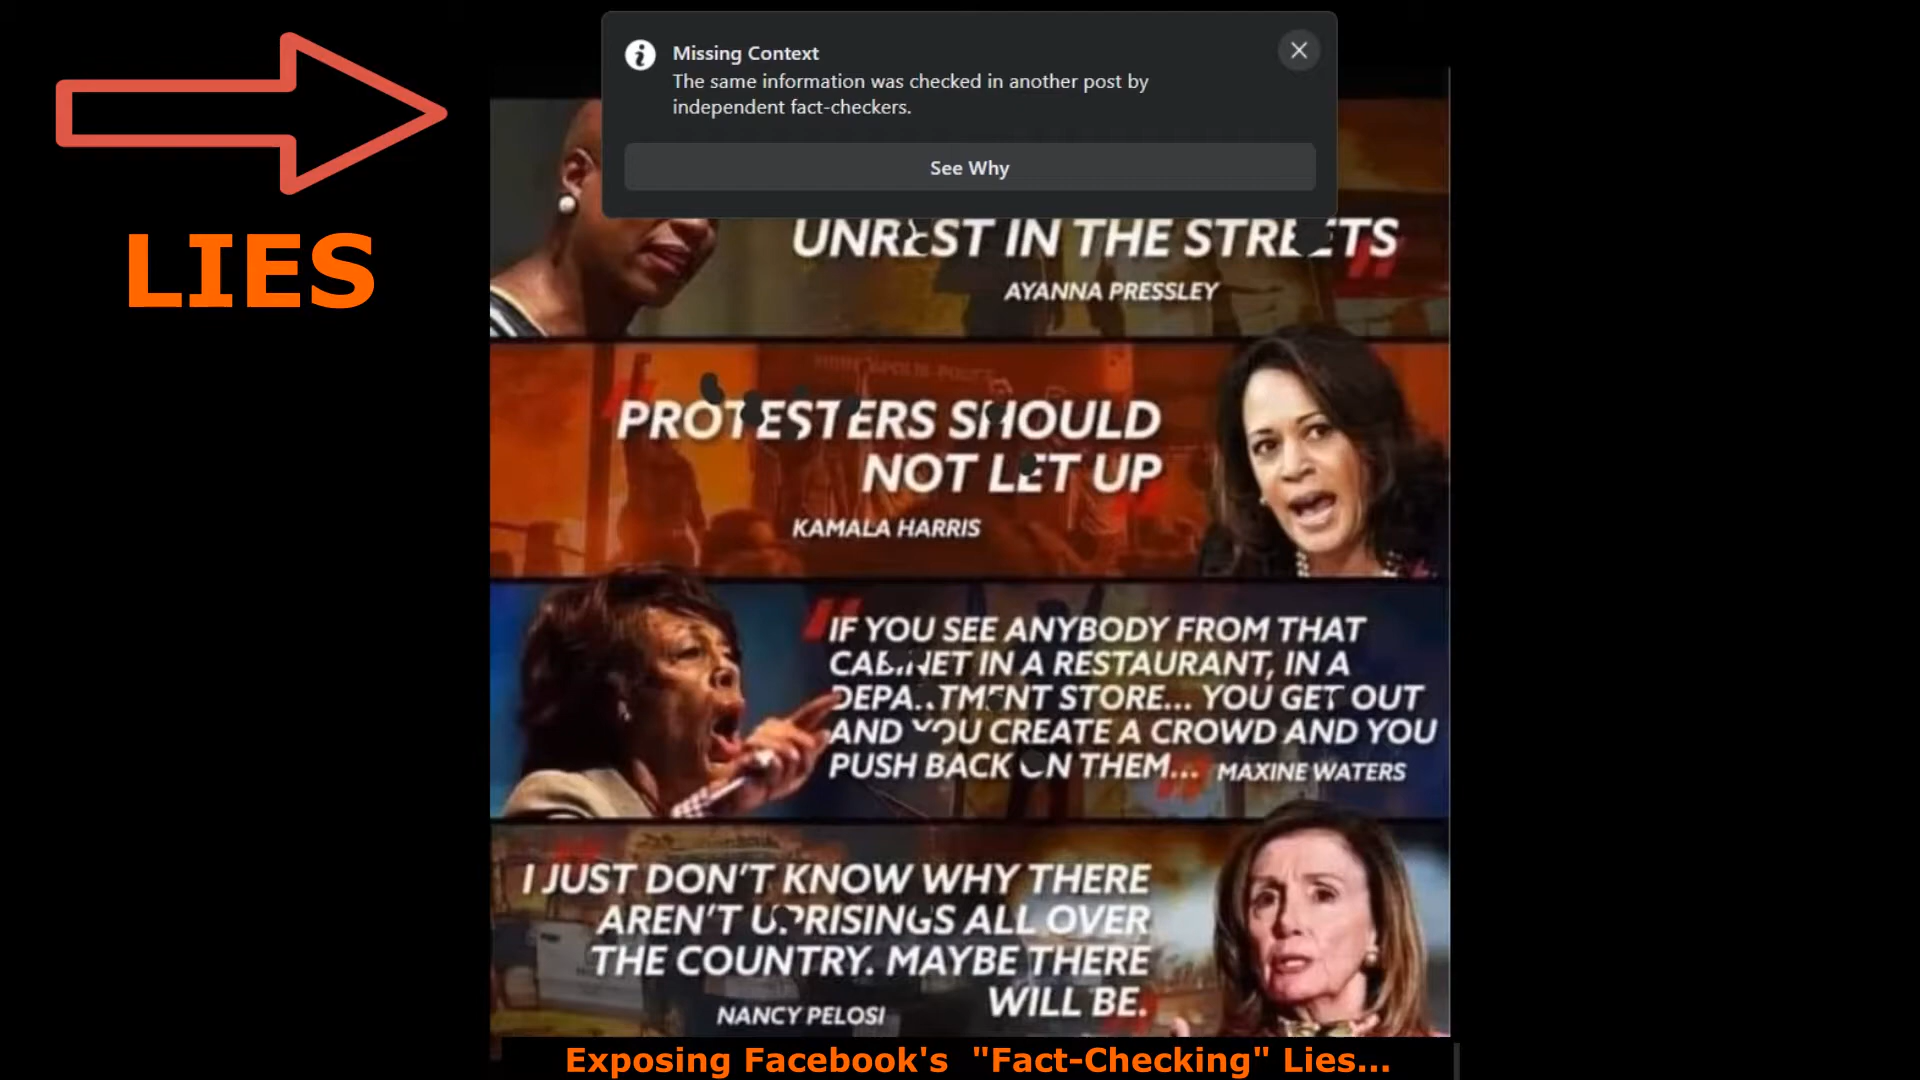 Missing Context
The same information was checked in another post by
independent fact-checkers.
See Why
LIES
UNREST IN THE STREETS
AYANNA PRESSLEY
PROTESTERS SHOULD
NOT LET UP
KAMALA HARRIS
IF YOU SEE ANYBODY FROM THAT
CABINET IN A RESTAURANT, IN A
DEPARTMENT STORE... YOU GET OUT
AND YOU CREATE A CROWD AND YOU
PUSH BACK ON THEM...
MAXINE WATERS
I JUST DON'T KNOW WHY THERE
AREN'T UPRISINGS ALL OVER
THE COUNTRY. MAYBE THERE
WILL BE.
NANCY PELOSI
Exposing Facebook's "Fact-Checking" Lies...